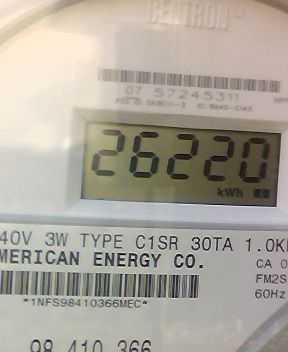 CENTRON®
07 57245311
26220
kWh
40V 3W TYPE C1SR 30TA 1.0K
MERICAN ENERGY CO.
CA 0
FM2S
60Hz
*1NFS98410366MEC*
98 410 366